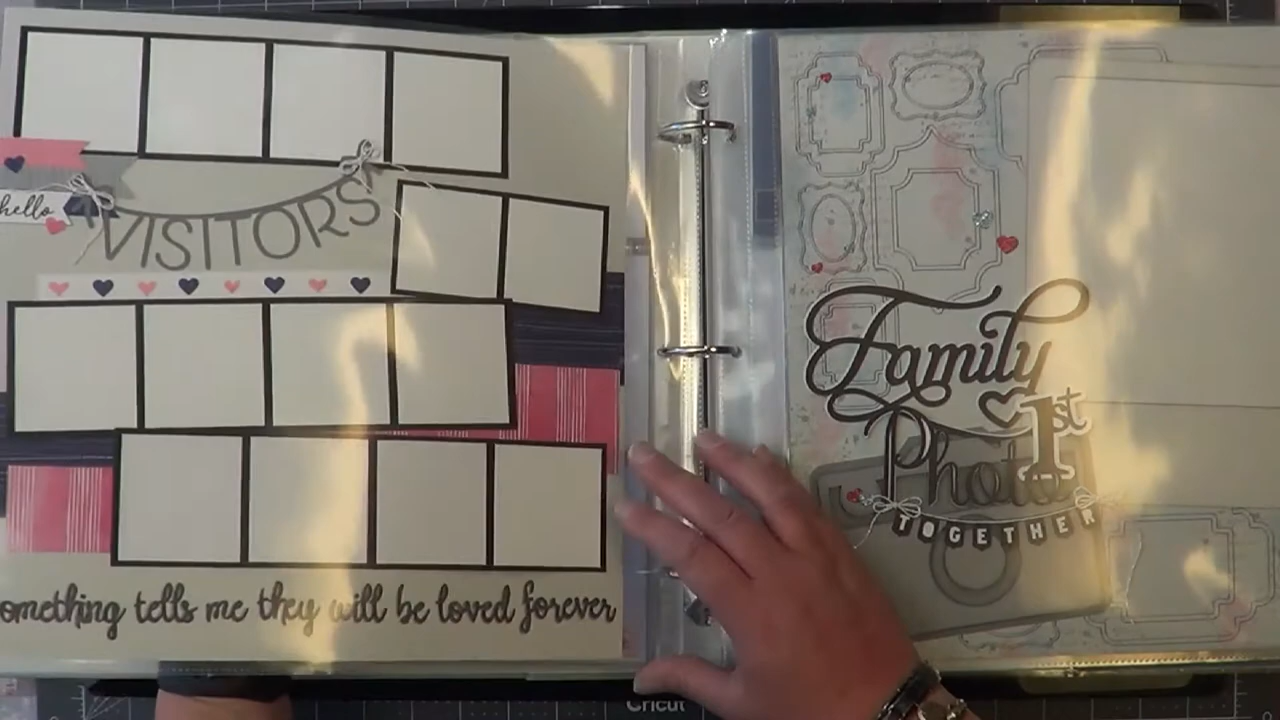 hello
VISITORS
omething tells me they will be loved forever
Family
1st
Photo
TOGETHER
Cricut